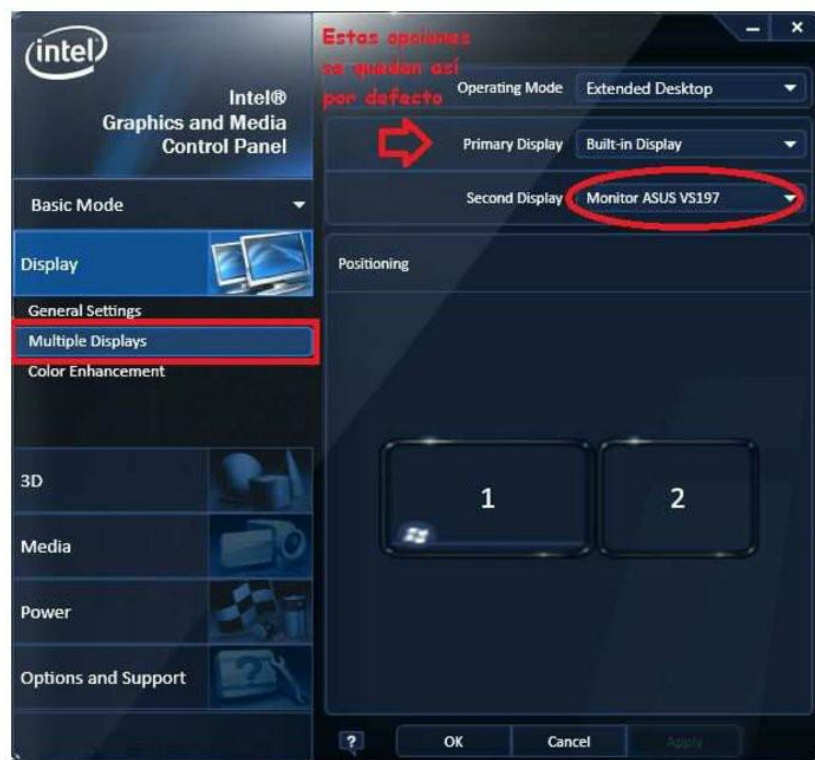 intel
Intel®
Graphics and Media
Control Panel
Basic Mode
Display
General Settings
Multiple Displays
Color Enhancement
3D
Media
Power
Options and Support
Estas opciones
se quedan así
por defecto
Operating Mode Extended Desktop
Primary Display Built-in Display
Second Display Monitor ASUS VS197
Positioning
1 2
? OK Cancel Apply